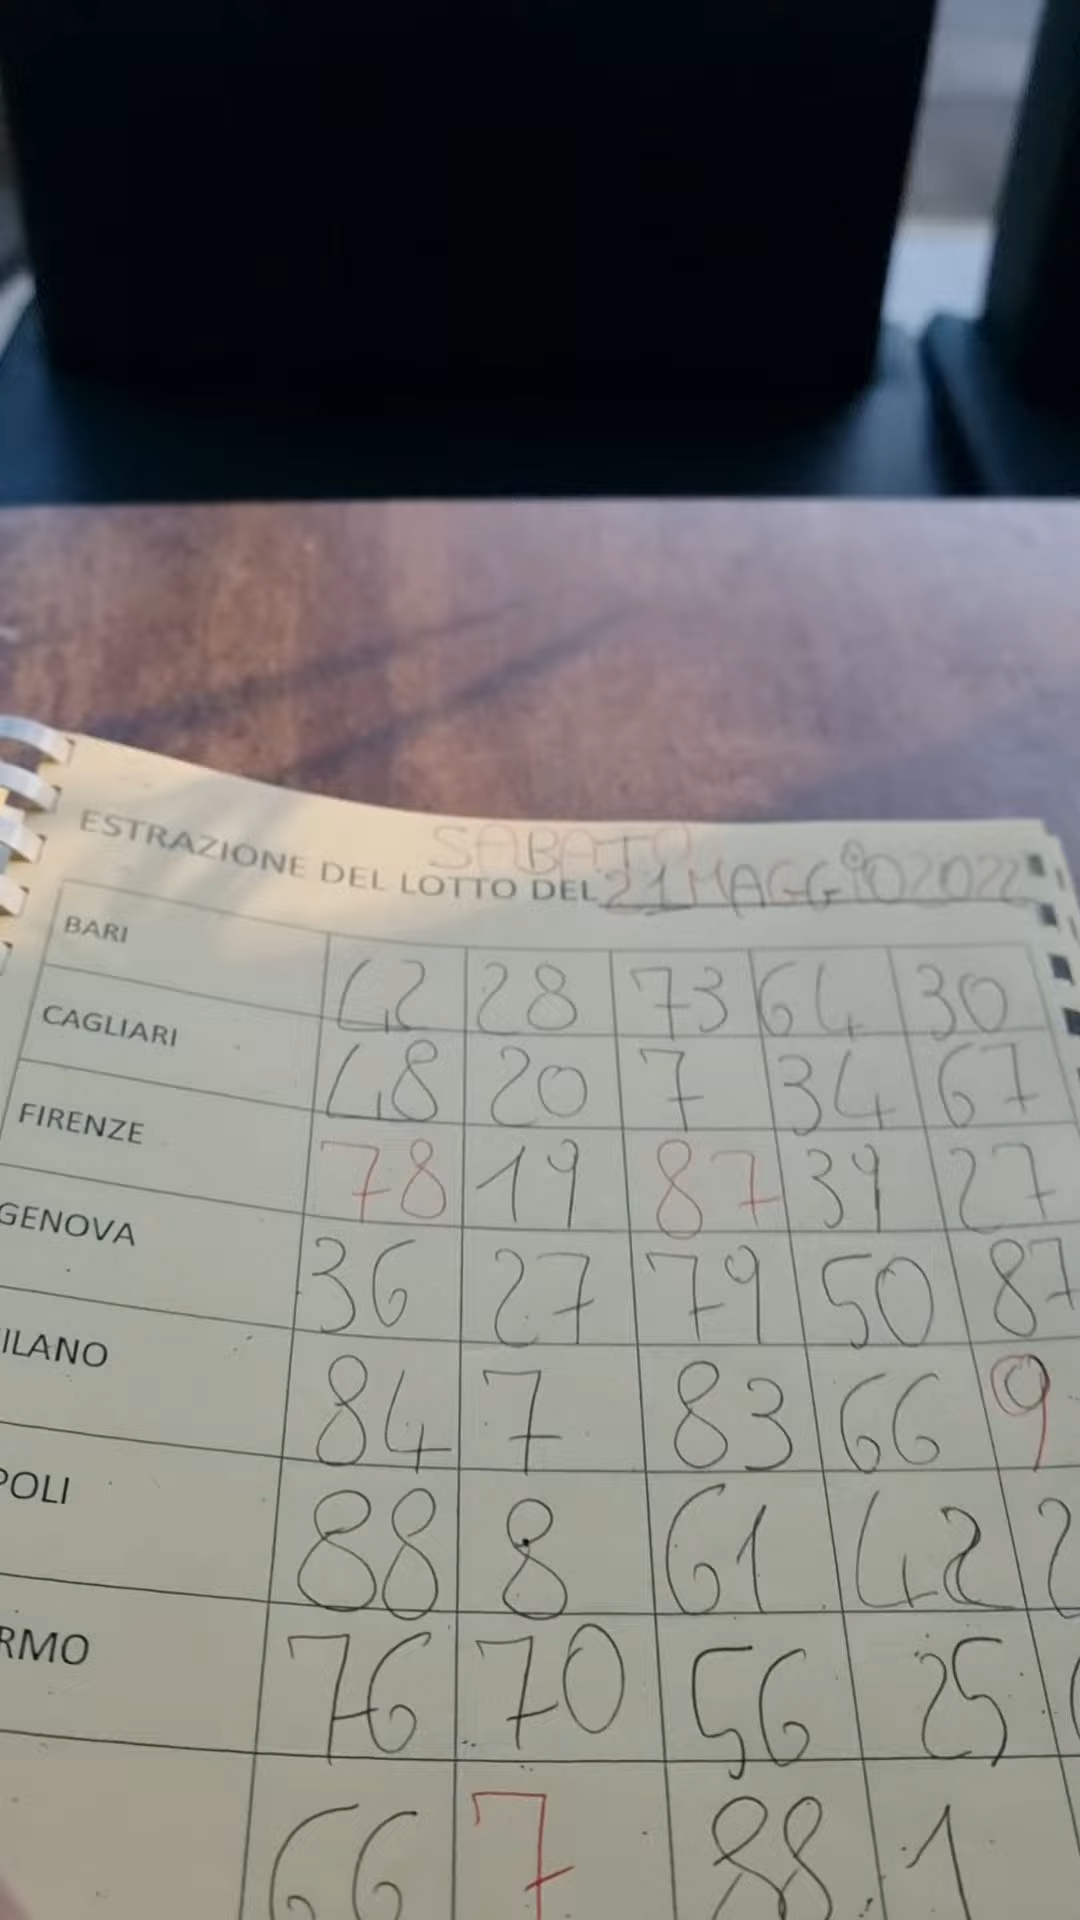 SABATO
ESTRAZIONE DEL LOTTO DEL 21 MAGGIO 2022
BARI 42 28 73 64 30
CAGLIARI 48 20 7 34 67
FIRENZE 78 19 87 39 27
GENOVA 36 27 79 50 87
ILANO 84 7 83 66 9
POLI 88 8 61 42 2
RMO 76 70 56 25
66 7 88 1